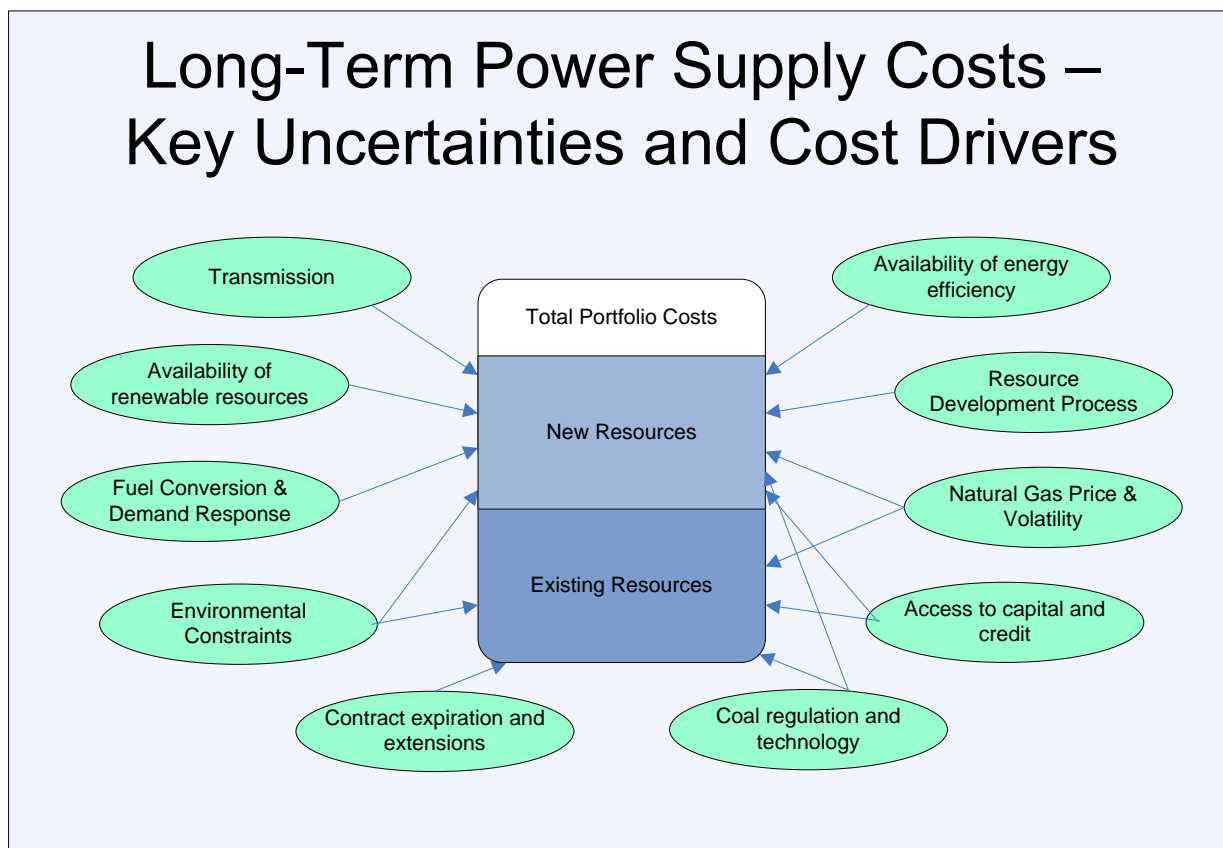 Long-Term Power Supply Costs –
Key Uncertainties and Cost Drivers
Transmission
Availability of energy
efficiency
Total Portfolio Costs
Availability of
renewable resources
Resource
Development Process
New Resources
Fuel Conversion &
Demand Response
Natural Gas Price &
Volatility
Existing Resources
Environmental
Constraints
Access to capital and
credit
Contract expiration and
extensions
Coal regulation and
technology